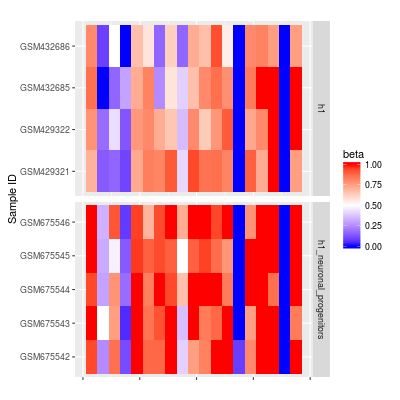 GSM432686
GSM432685
GSM429322
GSM429321
GSM675546
GSM675545
GSM675544
GSM675543
GSM675542
Sample ID
h1
h1_neuronal_progenitors
beta
1.00
0.75
0.50
0.25
0.00